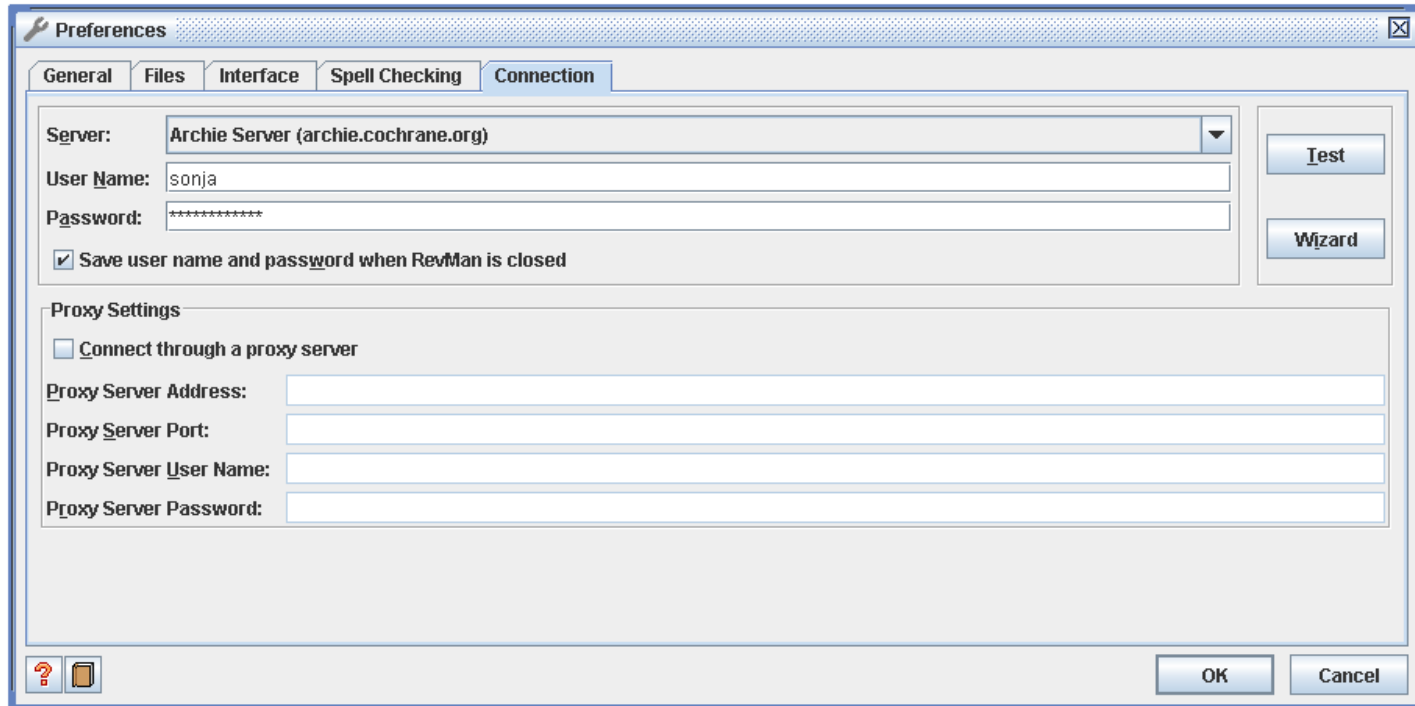 Preferences
General Files Interface Spell Checking Connection
Server: Archie Server (archie.cochrane.org)
Test
User Name: sonja
Password: ************
Wizard
Save user name and password when RevMan is closed
Proxy Settings
Connect through a proxy server
Proxy Server Address:
Proxy Server Port:
Proxy Server User Name:
Proxy Server Password:
? OK Cancel